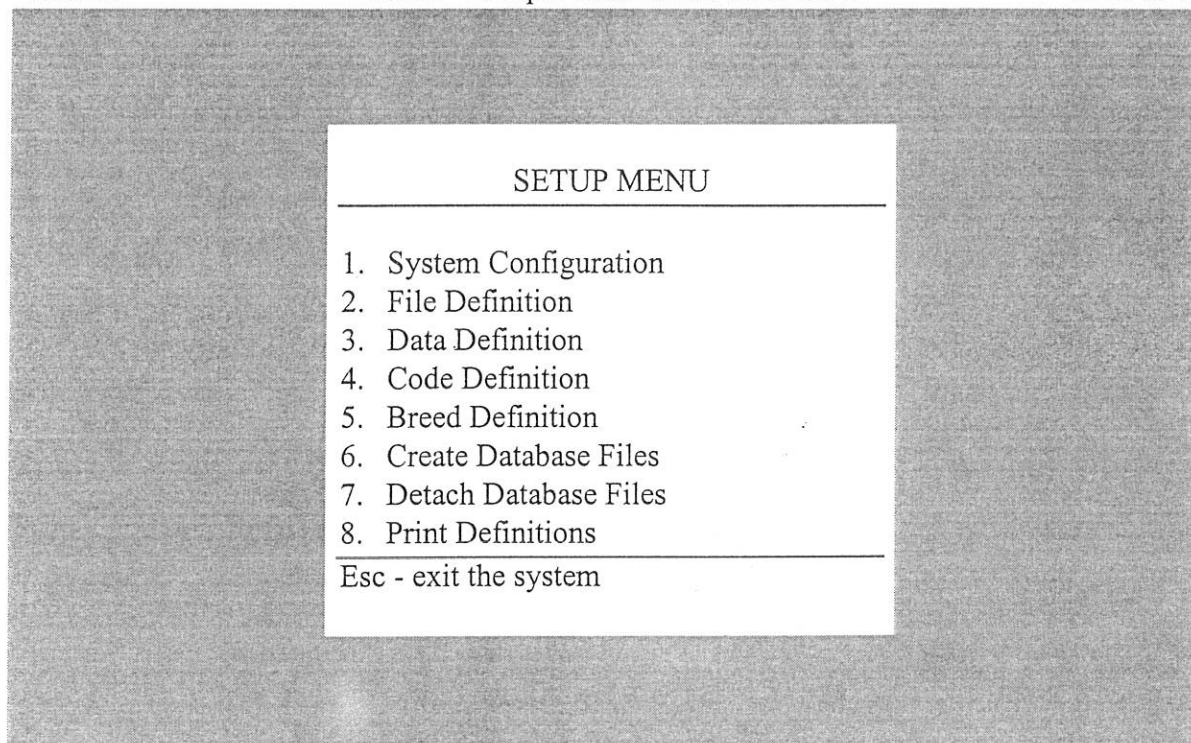 SETUP MENU
1. System Configuration
2. File Definition
3. Data Definition
4. Code Definition
5. Breed Definition
6. Create Database Files
7. Detach Database Files
8. Print Definitions
Esc - exit the system